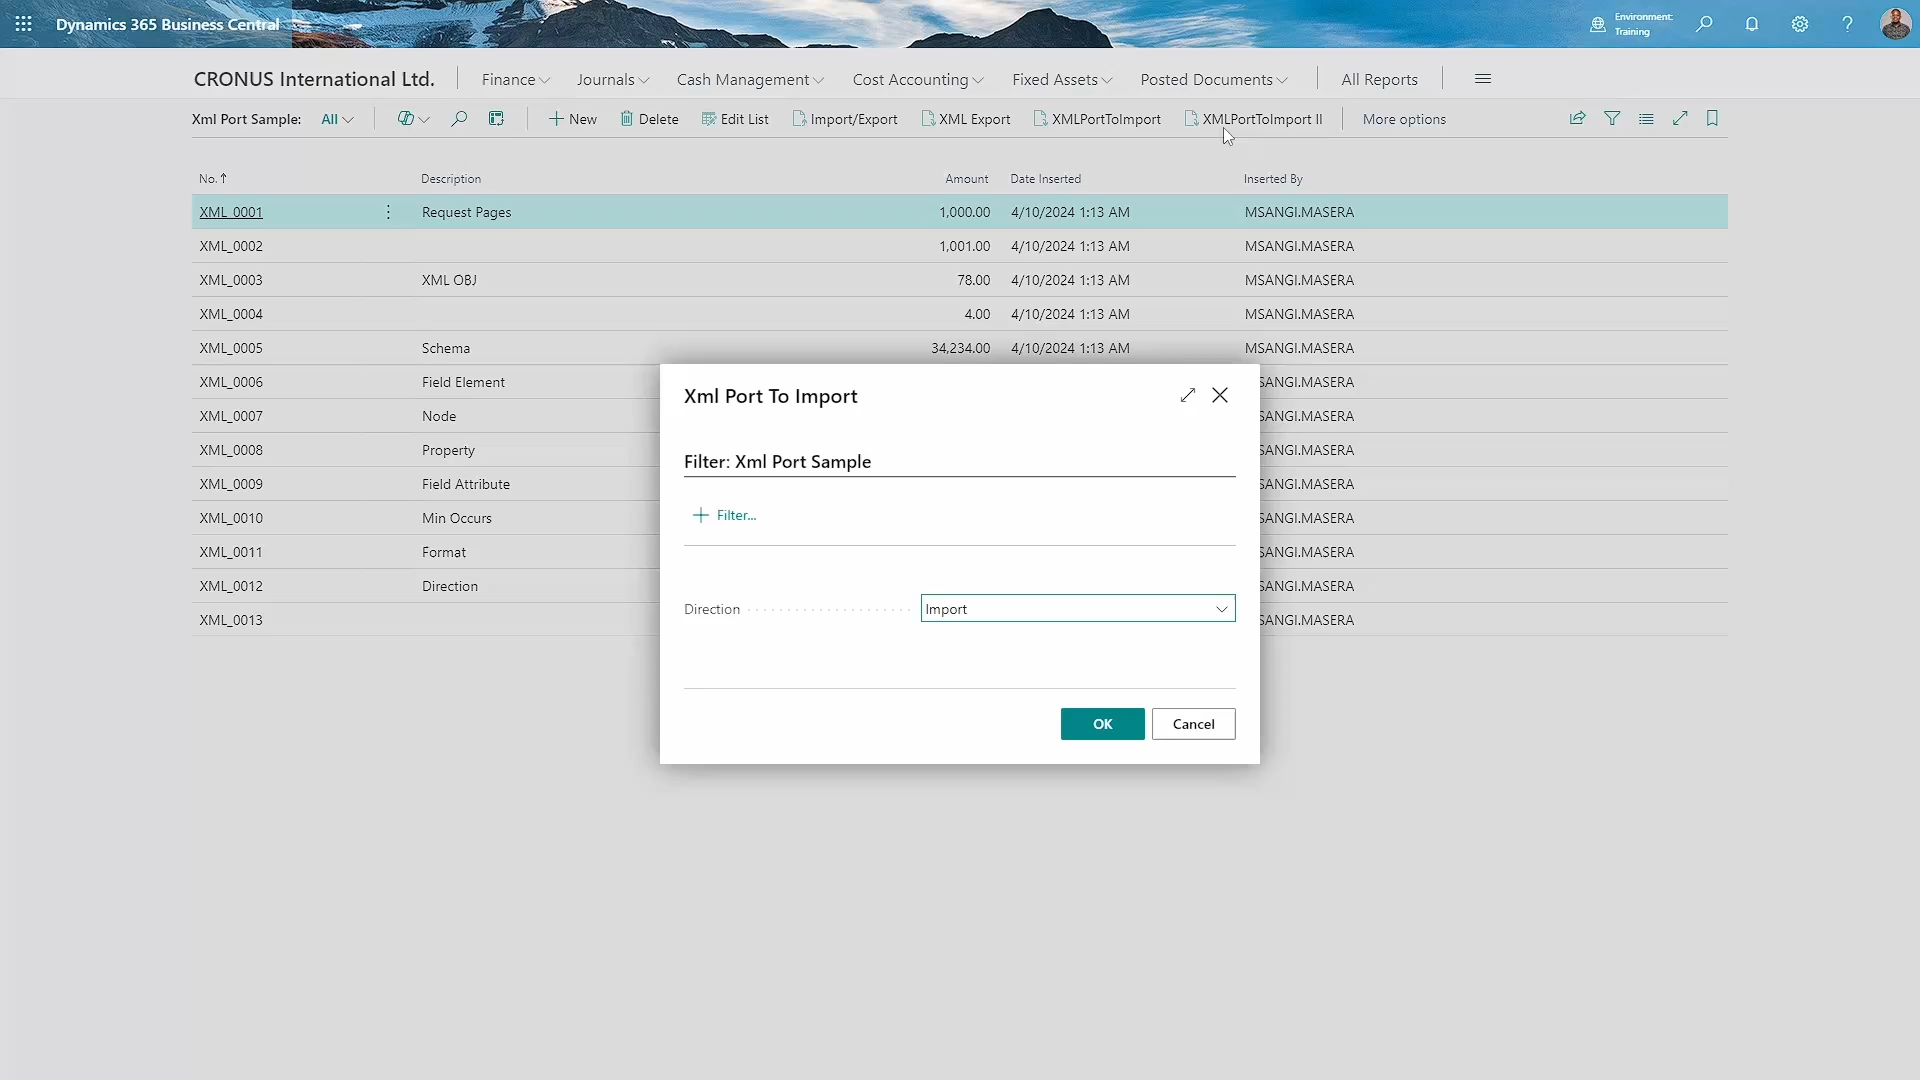 Dynamics 365 Business Central
Environment:
Training
?
CRONUS International Ltd.
Finance Journals Cash Management Cost Accounting Fixed Assets Posted Documents All Reports
Xml Port Sample: All New Delete Edit List Import/Export XML Export XMLPortToImport XMLPortToImport II More options
No. ↑ Description Amount Date Inserted Inserted By
XML_0001 Request Pages 1,000.00 4/10/2024 1:13 AM MSANGI.MASERA
XML_0002 1,001.00 4/10/2024 1:13 AM MSANGI.MASERA
XML_0003 XML OBJ 78.00 4/10/2024 1:13 AM MSANGI.MASERA
XML_0004 4.00 4/10/2024 1:13 AM MSANGI.MASERA
XML_0005 Schema 34,234.00 4/10/2024 1:13 AM MSANGI.MASERA
XML_0006 Field Element SANGI.MASERA
XML_0007 Node SANGI.MASERA
XML_0008 Property SANGI.MASERA
XML_0009 Field Attribute SANGI.MASERA
XML_0010 Min Occurs SANGI.MASERA
XML_0011 Format SANGI.MASERA
XML_0012 Direction SANGI.MASERA
XML_0013 SANGI.MASERA
Xml Port To Import
Filter: Xml Port Sample
Filter...
Direction Import
OK Cancel